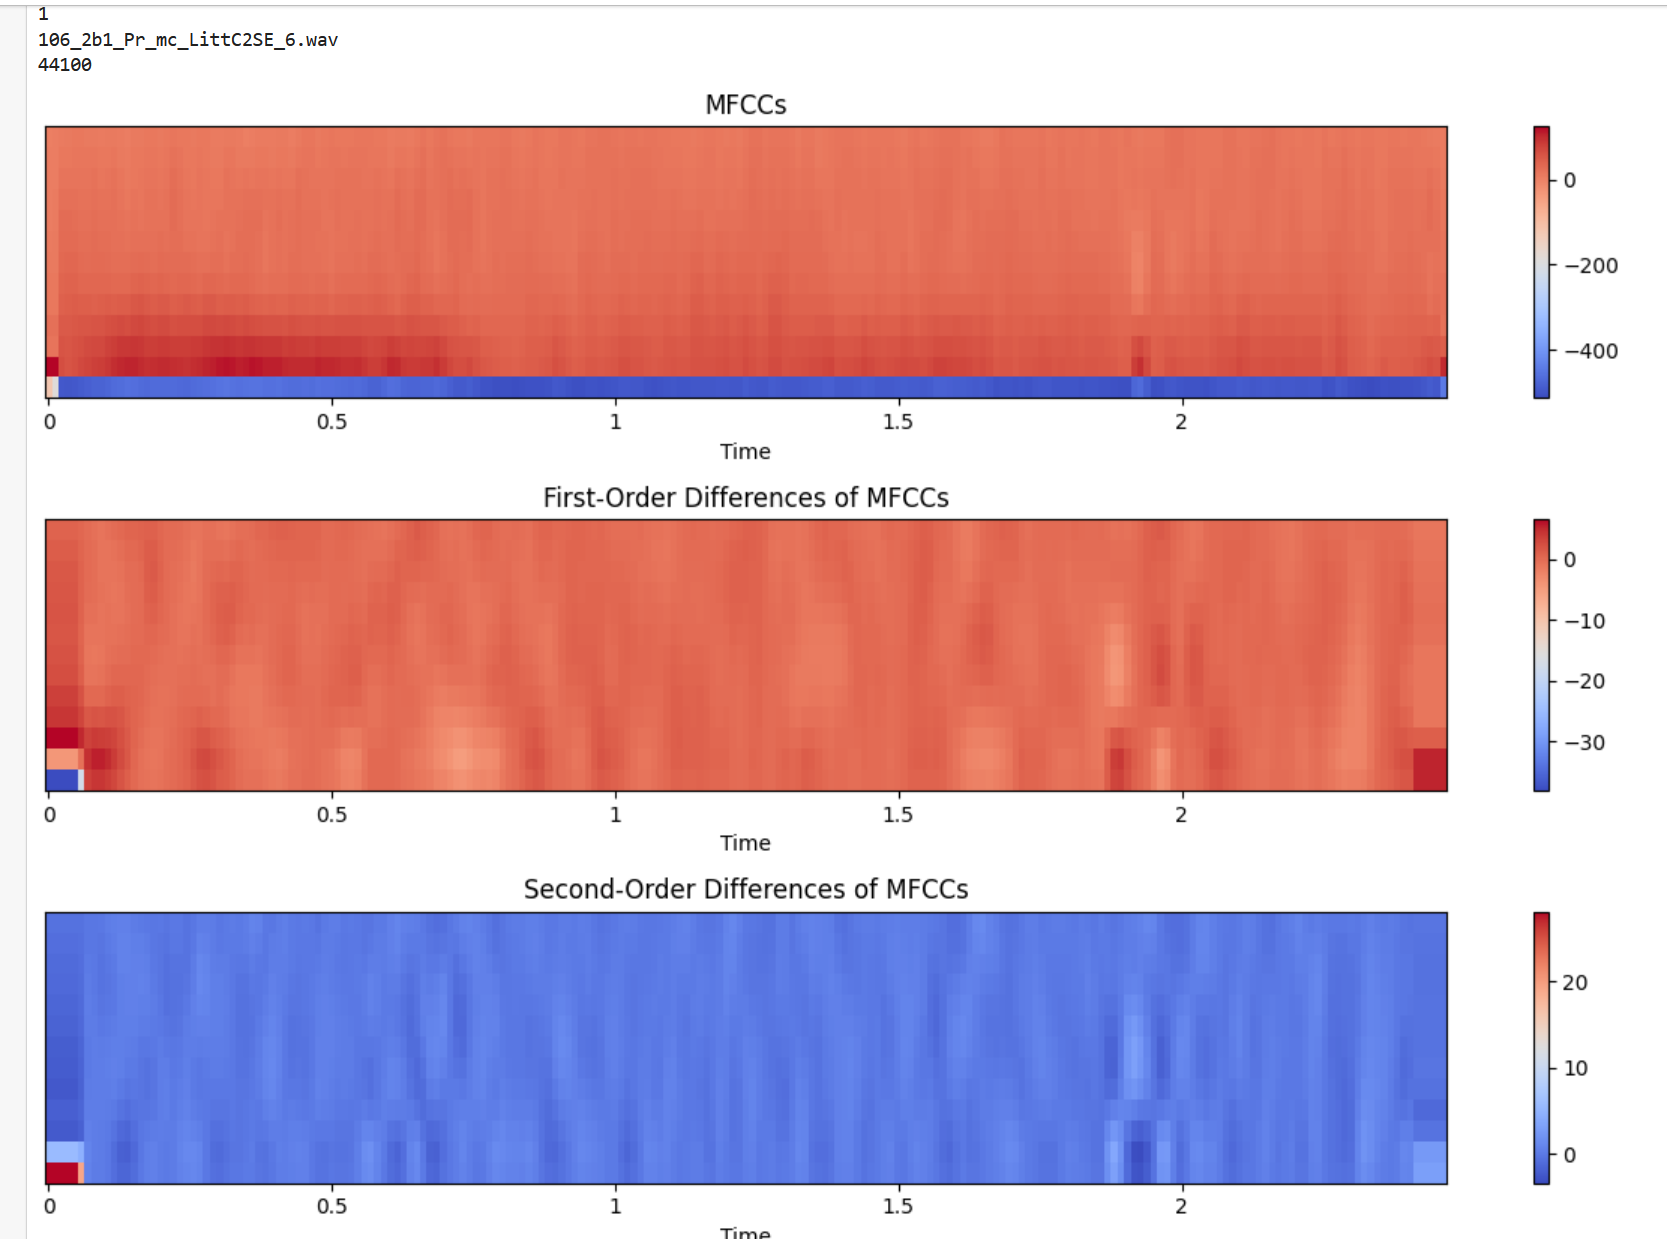 1
106_2b1_Pr_mc_LittC2SE_6.wav
44100
MFCCs
0
−200
−400
0 0.5 1 1.5 2
Time
First-Order Differences of MFCCs
0
−10
−20
−30
0 0.5 1 1.5 2
Time
Second-Order Differences of MFCCs
20
10
0
0 0.5 1 1.5 2
Time